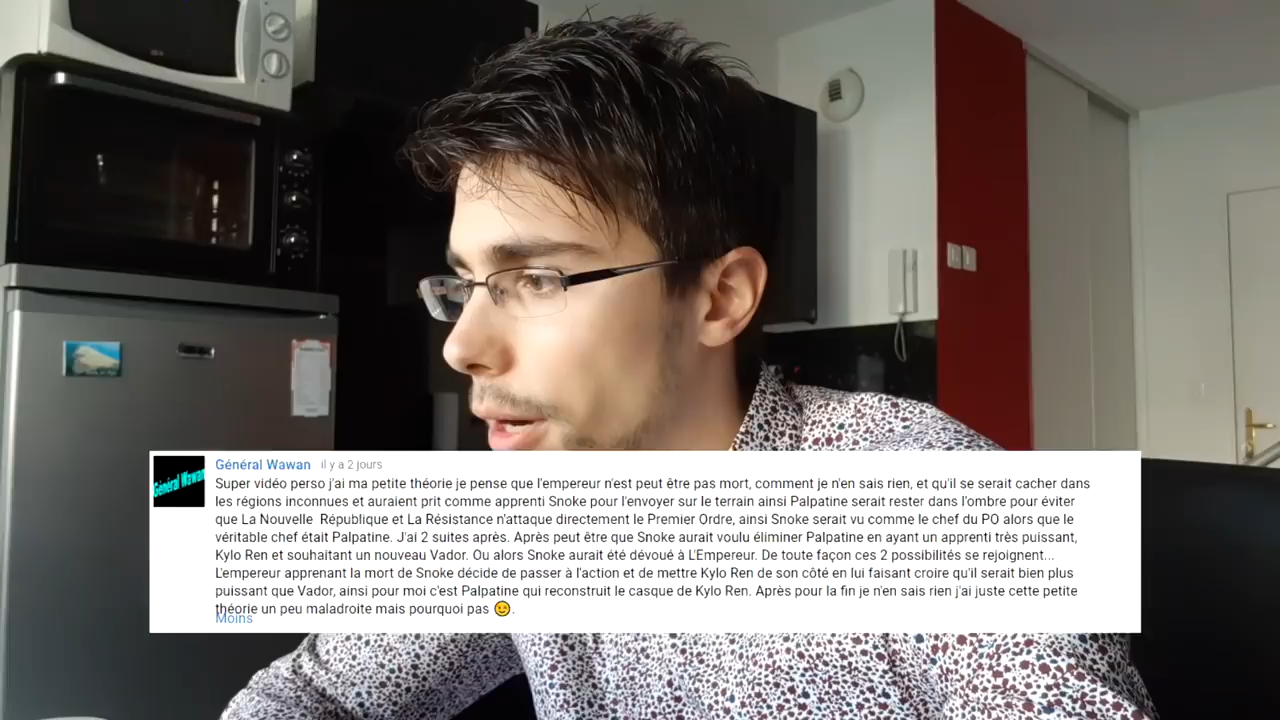 Général Wawan
Général Wawan il y a 2 jours
Super vidéo perso j'ai ma petite théorie je pense que l'empereur n'est peut être pas mort, comment je n'en sais rien, et qu'il se serait cacher dans
les régions inconnues et auraient prit comme apprenti Snoke pour l'envoyer sur le terrain ainsi Palpatine serait rester dans l'ombre pour éviter
que La Nouvelle République et La Résistance n'attaque directement le Premier Ordre, ainsi Snoke serait vu comme le chef du PO alors que le
véritable chef était Palpatine. J'ai 2 suites après. Après peut être que Snoke aurait voulu éliminer Palpatine en ayant un apprenti très puissant,
Kylo Ren et souhaitant un nouveau Vador. Ou alors Snoke aurait été dévoué à L'Empereur. De toute façon ces 2 possibilités se rejoignent...
L'empereur apprenant la mort de Snoke décide de passer à l'action et de mettre Kylo Ren de son côté en lui faisant croire qu'il serait bien plus
puissant que Vador, ainsi pour moi c'est Palpatine qui reconstruit le casque de Kylo Ren. Après pour la fin je n'en sais rien j'ai juste cette petite
théorie un peu maladroite mais pourquoi pas 😉.
Moins